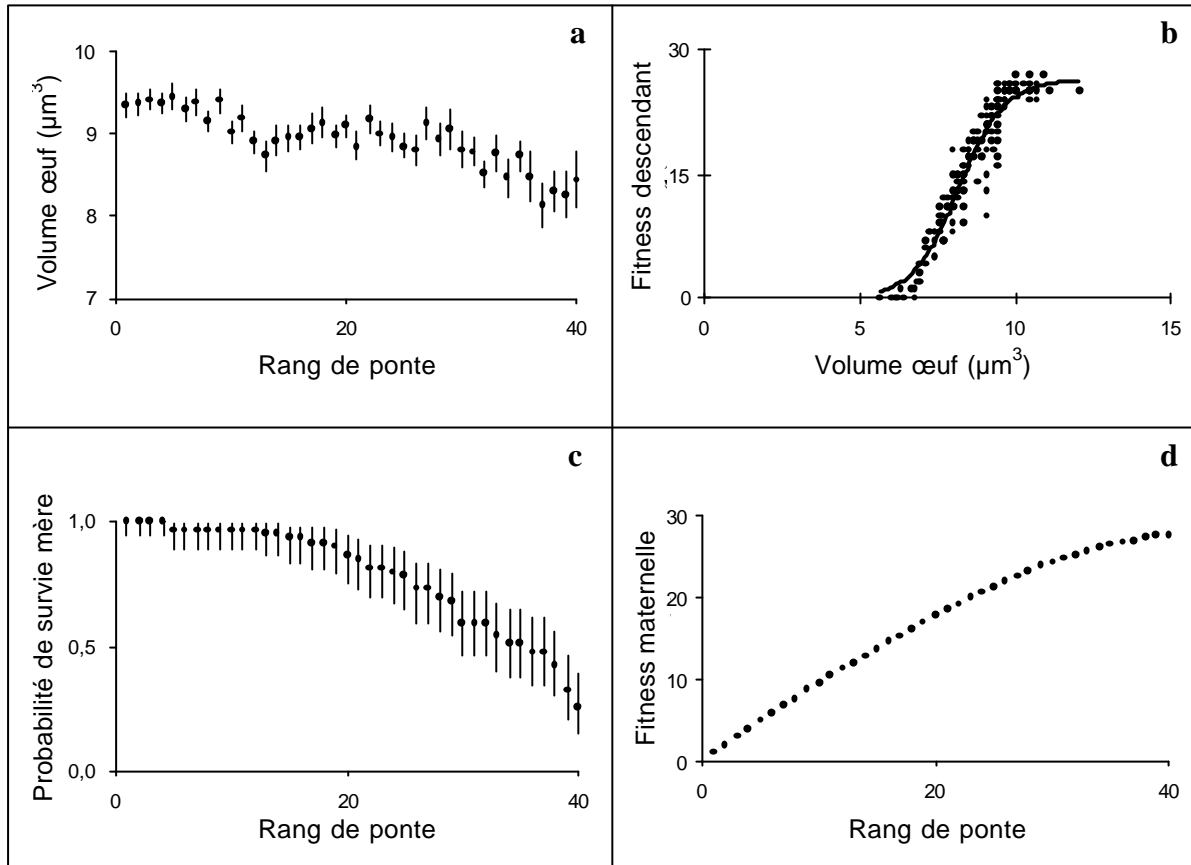 a
10
9
8
7
0
20
40
Volume œuf (µm³)
Rang de ponte
b
30
15
0
0
5
10
15
Fitness descendant
Volume œuf (µm³)
c
1,0
0,5
0,0
0
20
40
Probabilité de survie mère
Rang de ponte
d
30
20
10
0
0
20
40
Fitness maternelle
Rang de ponte